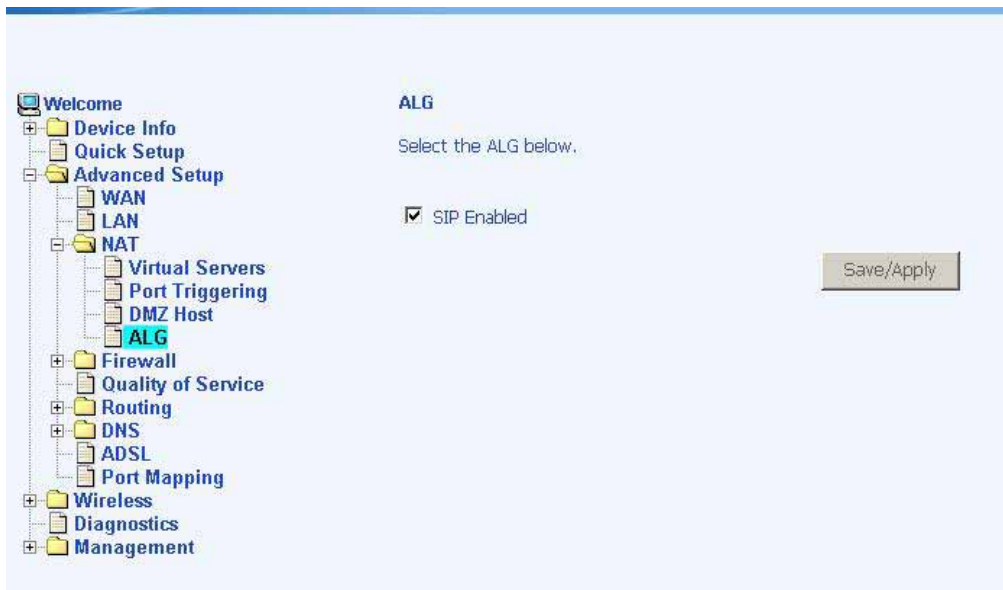 Welcome
Device Info
Quick Setup
Advanced Setup
WAN
LAN
NAT
Virtual Servers
Port Triggering
DMZ Host
ALG
Firewall
Quality of Service
Routing
DNS
ADSL
Port Mapping
Wireless
Diagnostics
Management
ALG
Select the ALG below.
SIP Enabled
Save/Apply